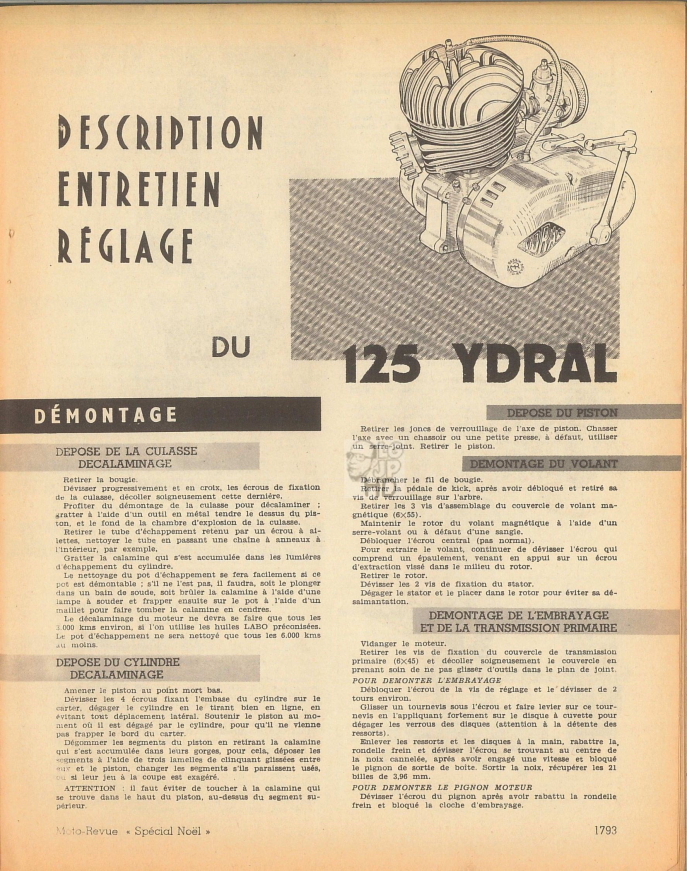 DESCRIPTION
ENTRETIEN
RÉGLAGE
DU
125 YDRAL
DÉMONTAGE
DEPOSE DE LA CULASSE
DECALAMINAGE
Retirer la bougie.
Dévisser progressivement et en croix, les écrous de fixation
de la culasse, décoller soigneusement cette dernière.
Profiter du démontage de la culasse pour décalaminer ;
gratter à l'aide d'un outil en métal tendre le dessus du pis-
ton, et le fond de la chambre d'explosion de la culasse.
Retirer le tube d'échappement retenu par un écrou à ai-
lettes, nettoyer le tube en passant une chaîne à anneaux à
l'intérieur, par exemple.
Gratter la calamine qui s'est accumulée dans les lumières
d'échappement du cylindre.
Le nettoyage du pot d'échappement se fera facilement si ce
pot est démontable ; s'il ne l'est pas, il faudra, soit le plonger
dans un bain de soude, soit brûler la calamine à l'aide d'une
lampe à souder et frapper ensuite sur le pot à l'aide d'un
maillet pour faire tomber la calamine en cendres.
Le décalaminage du moteur ne devra se faire que tous les
3.000 kms environ, si l'on utilise les huiles LABO préconisées.
Le pot d'échappement ne sera nettoyé que tous les 6.000 kms
au moins.
DEPOSE DU CYLINDRE
DECALAMINAGE
Amener le piston au point mort bas.
Dévisser les 4 écrous fixant l'embase du cylindre sur le
carter, dégager le cylindre en le tirant bien en ligne, en
évitant tout déplacement latéral. Soutenir le piston au mo-
ment où il est dégagé par le cylindre, pour qu'il ne vienne
pas frapper le bord du carter.
Dégommer les segments du piston en retirant la calamine
qui s'est accumulée dans leurs gorges, pour cela, déposer les
segments à l'aide de trois lamelles de clinquant glissées entre
eux et le piston, changer les segments s'ils paraissent usés,
ou si leur jeu à la coupe est exagéré.
ATTENTION : il faut éviter de toucher à la calamine qui
se trouve dans le haut du piston, au-dessus du segment su-
périeur.
DEPOSE DU PISTON
Retirer les joncs de verrouillage de l'axe de piston. Chasser
l'axe avec un chassoir ou une petite presse, à défaut, utiliser
un serre-joint. Retirer le piston.
DEMONTAGE DU VOLANT
Débrancher le fil de bougie.
Retirer la pédale de kick, après avoir débloqué et retiré sa
vis de verrouillage sur l'arbre.
Retirer les 3 vis d'assemblage du couvercle de volant ma-
gnétique (6×55).
Maintenir le rotor du volant magnétique à l'aide d'un
serre-volant ou à défaut d'une sangle.
Débloquer l'écrou central (pas normal).
Pour extraire le volant, continuer de dévisser l'écrou qui
comprend un épaulement, venant en appui sur un écrou
d'extraction vissé dans le milieu du rotor.
Retirer le rotor.
Dévisser les 2 vis de fixation du stator.
Dégager le stator et le placer dans le rotor pour éviter sa dé-
saimantation.
DEMONTAGE DE L'EMBRAYAGE
ET DE LA TRANSMISSION PRIMAIRE
Vidanger le moteur.
Retirer les vis de fixation du couvercle de transmission
primaire (6×45) et décoller soigneusement le couvercle en
prenant soin de ne pas glisser d'outils dans le plan de joint.
POUR DEMONTER L'EMBRAYAGE
Débloquer l'écrou de la vis de réglage et le dévisser de 2
tours environ.
Glisser un tournevis sous l'écrou et faire levier sur ce tour-
nevis en l'appliquant fortement sur le disque à cuvette pour
dégager les verrous des disques (attention à la détente des
ressorts).
Enlever les ressorts et les disques à la main, rabattre la
rondelle frein et dévisser l'écrou se trouvant au centre de
la noix cannelée, après avoir engagé une vitesse et bloqué
le pignon de sortie de boîte. Sortir la noix, récupérer les 21
billes de 3,96 mm.
POUR DEMONTER LE PIGNON MOTEUR
Dévisser l'écrou du pignon après avoir rabattu la rondelle
frein et bloqué la cloche d'embrayage.
Moto-Revue « Spécial Noël »
1793